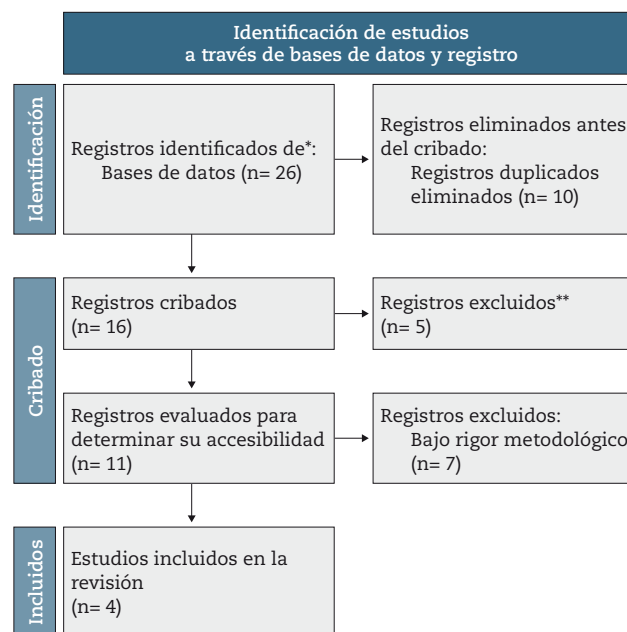 Identificación de estudios
a través de bases de datos y registro
Identificación
Registros identificados de*:
Bases de datos (n= 26)
Registros eliminados antes
del cribado:
Registros duplicados
eliminados (n= 10)
Cribado
Registros cribados
(n= 16)
Registros excluidos**
(n= 5)
Registros evaluados para
determinar su accesibilidad
(n= 11)
Registros excluidos:
Bajo rigor metodológico
(n= 7)
Incluidos
Estudios incluidos en la
revisión
(n= 4)